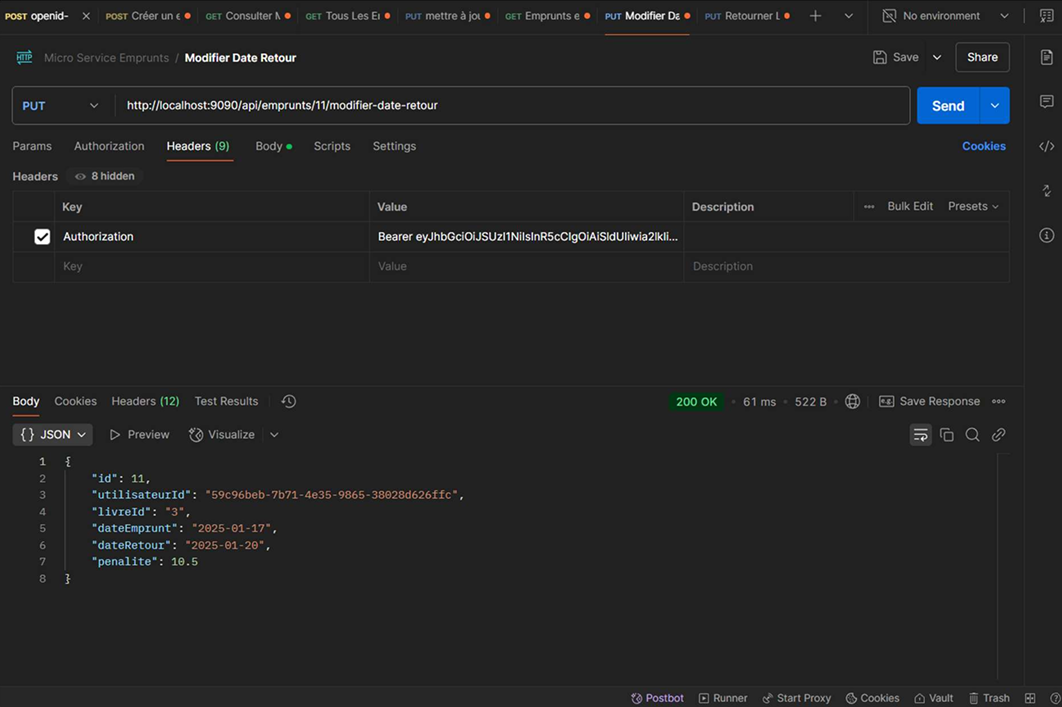 POST openid- POST Créer un e GET Consulter M GET Tous Les Er PUT mettre à jou GET Emprunts e PUT Modifier Da PUT Retourner L No environment
HTTP Micro Service Emprunts / Modifier Date Retour Save Share
PUT http://localhost:9090/api/emprunts/11/modifier-date-retour Send
Params Authorization Headers (9) Body Scripts Settings Cookies
Headers 8 hidden
Key Value Description Bulk Edit Presets
Authorization Bearer
Key Value Description
Body Cookies Headers (12) Test Results 200 OK 61 ms 522 B e.g. Save Response
{} JSON Preview Visualize
1 {
2 "id": 11,
3 "utilisateurId": "59c96beb-7b71-4e35-9865-38028d626ffc",
4 "livreId": "3",
5 "dateEmprunt": "2025-01-17",
6 "dateRetour": "2025-01-20",
7 "penalite": 10.5
8 }
Postbot Runner Start Proxy Cookies Vault Trash